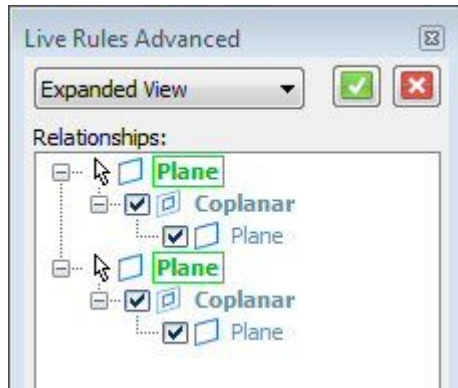 Live Rules Advanced
Expanded View
Relationships:
Plane
Coplanar
Plane
Plane
Coplanar
Plane